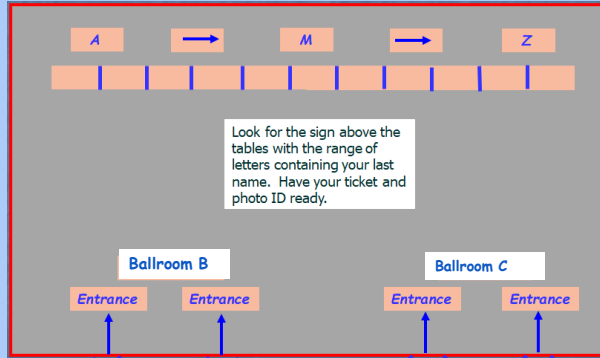 A M Z
Look for the sign above the
tables with the range of
letters containing your last
name. Have your ticket and
photo ID ready.
Ballroom B Ballroom C
Entrance Entrance Entrance Entrance